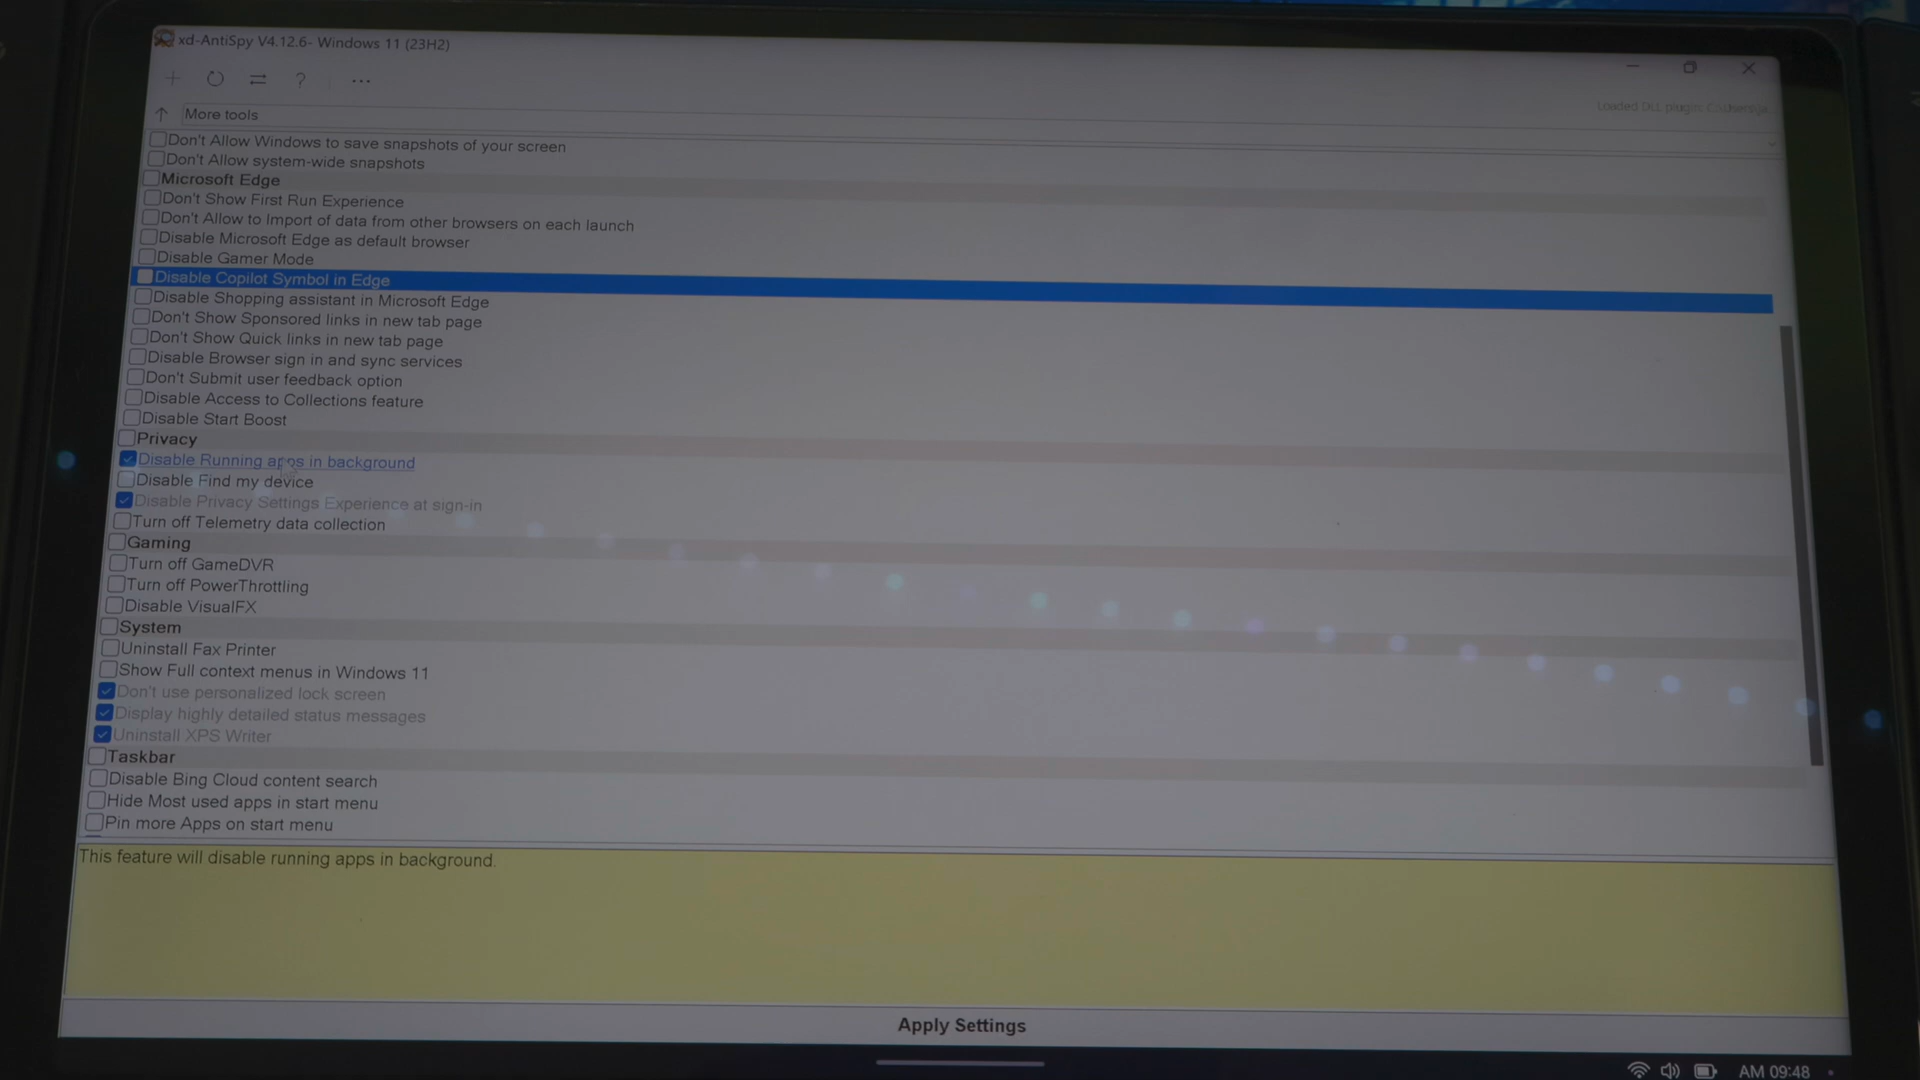 xd-AntiSpy V4.12.6- Windows 11 (23H2)
Loaded DLL plugin:
More tools
Don't Allow Windows to save snapshots of your screen
Don't Allow system-wide snapshots
Microsoft Edge
Don't Show First Run Experience
Don't Allow to Import of data from other browsers on each launch
Disable Microsoft Edge as default browser
Disable Gamer Mode
Disable Copilot Symbol in Edge
Disable Shopping assistant in Microsoft Edge
Don't Show Sponsored links in new tab page
Don't Show Quick links in new tab page
Disable Browser sign in and sync services
Don't Submit user feedback option
Disable Access to Collections feature
Disable Start Boost
Privacy
Disable Running apps in background
Disable Find my device
Disable Privacy Settings Experience at sign-in
Turn off Telemetry data collection
Gaming
Turn off GameDVR
Turn off PowerThrottling
Disable VisualFX
System
Uninstall Fax Printer
Show Full context menus in Windows 11
Don't use personalized lock screen
Display highly detailed status messages
Uninstall XPS Writer
Taskbar
Disable Bing Cloud content search
Hide Most used apps in start menu
Pin more Apps on start menu
This feature will disable running apps in background.
Apply Settings
AM 09:48